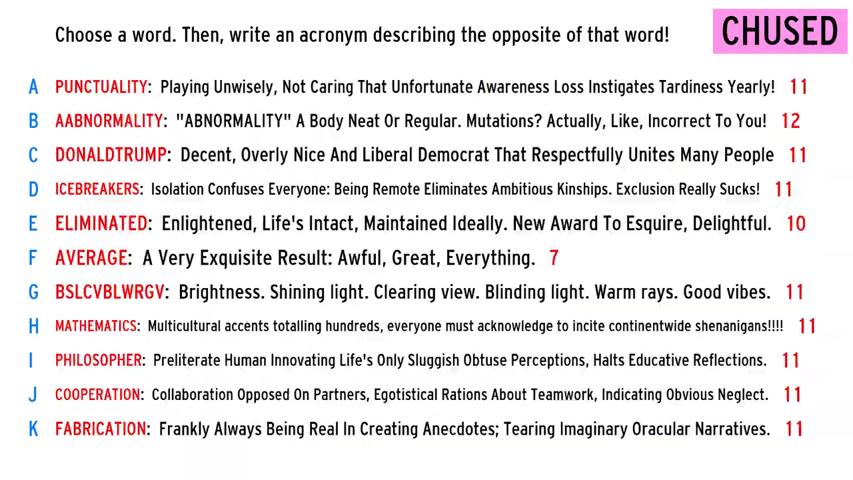 Choose a word. Then, write an acronym describing the opposite of that word!
CHUSED
A PUNCTUALITY: Playing Unwisely, Not Caring That Unfortunate Awareness Loss Instigates Tardiness Yearly! 11
B AABNORMALITY: "ABNORMALITY" A Body Neat Or Regular. Mutations? Actually, Like, Incorrect To You! 12
C DONALDTRUMP: Decent, Overly Nice And Liberal Democrat That Respectfully Unites Many People 11
D ICEBREAKERS: Isolation Confuses Everyone: Being Remote Eliminates Ambitious Kinships. Exclusion Really Sucks! 11
E ELIMINATED: Enlightened, Life's Intact, Maintained Ideally. New Award To Esquire, Delightful. 10
F AVERAGE: A Very Exquisite Result: Awful, Great, Everything. 7
G BSLCVBLWRGV: Brightness. Shining light. Clearing view. Blinding light. Warm rays. Good vibes. 11
H MATHEMATICS: Multicultural accents totalling hundreds, everyone must acknowledge to incite continentwide shenanigans!!!! 11
I PHILOSOPHER: Preliterate Human Innovating Life's Only Sluggish Obtuse Perceptions, Halts Educative Reflections. 11
J COOPERATION: Collaboration Opposed On Partners, Egotistical Rations About Teamwork, Indicating Obvious Neglect. 11
K FABRICATION: Frankly Always Being Real In Creating Anecdotes; Tearing Imaginary Oracular Narratives. 11